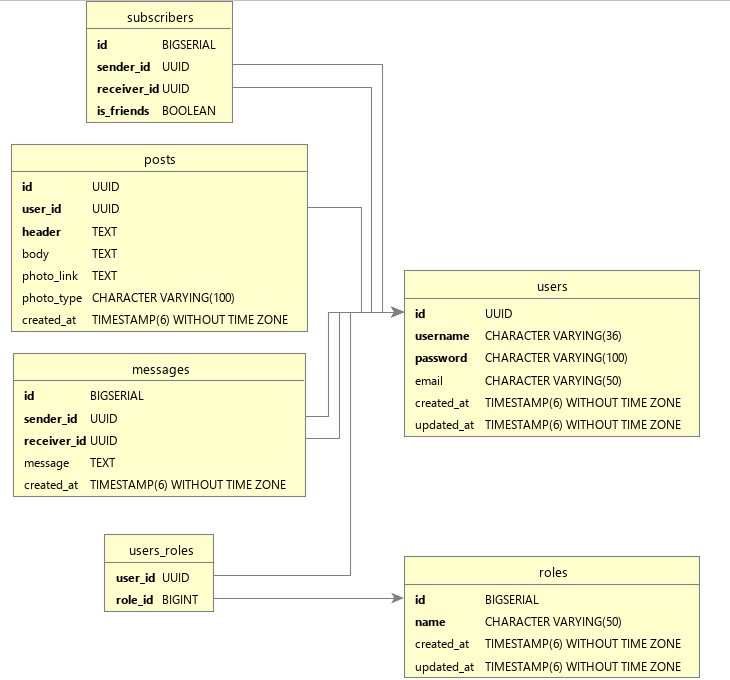 subscribers
id BIGSERIAL
sender_id UUID
receiver_id UUID
is_friends BOOLEAN
posts
id UUID
user_id UUID
header TEXT
body TEXT
photo_link TEXT
photo_type CHARACTER VARYING(100)
created_at TIMESTAMP(6) WITHOUT TIME ZONE
messages
id BIGSERIAL
sender_id UUID
receiver_id UUID
message TEXT
created_at TIMESTAMP(6) WITHOUT TIME ZONE
users_roles
user_id UUID
role_id BIGINT
users
id UUID
username CHARACTER VARYING(36)
password CHARACTER VARYING(100)
email CHARACTER VARYING(50)
created_at TIMESTAMP(6) WITHOUT TIME ZONE
updated_at TIMESTAMP(6) WITHOUT TIME ZONE
roles
id BIGSERIAL
name CHARACTER VARYING(50)
created_at TIMESTAMP(6) WITHOUT TIME ZONE
updated_at TIMESTAMP(6) WITHOUT TIME ZONE